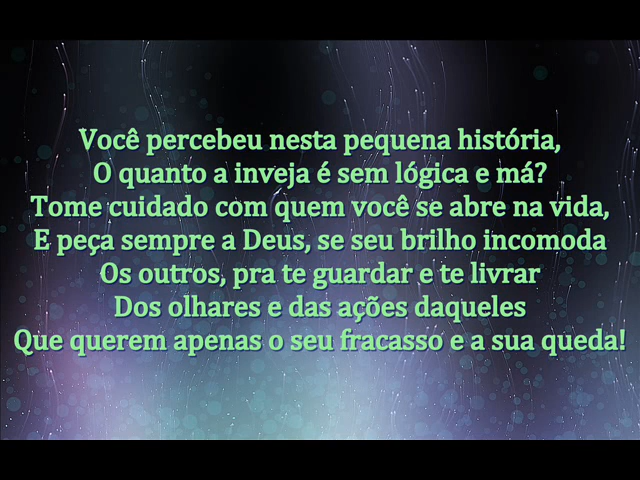 Você percebeu nesta pequena história,
O quanto a inveja é sem lógica e má?
Tome cuidado com quem você se abre na vida,
E peça sempre a Deus, se seu brilho incomoda
Os outros, pra te guardar e te livrar
Dos olhares e das ações daqueles
Que querem apenas o seu fracasso e a sua queda!